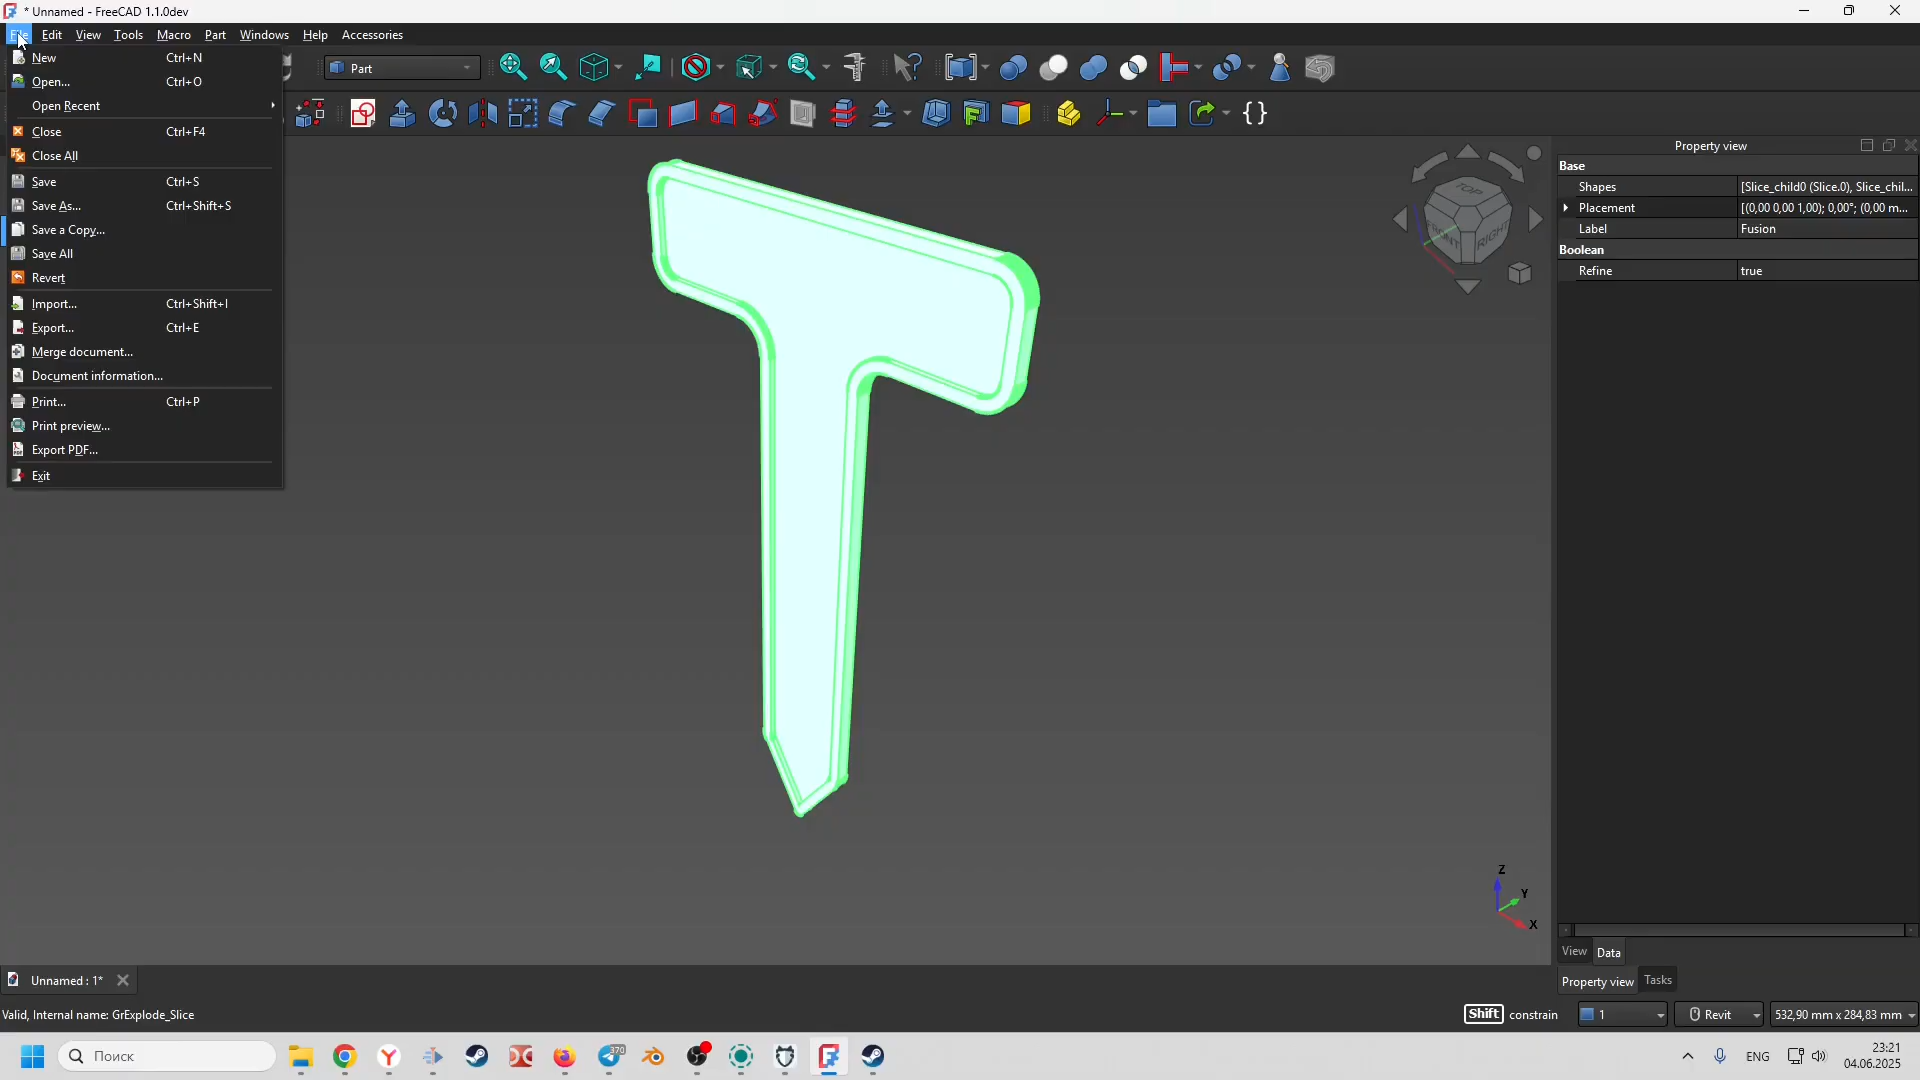 * Unnamed - FreeCAD 1.1.0dev
File Edit View Tools Macro Part Windows Help Accessories
New Ctrl+N
Open... Ctrl+O
Open Recent
Close Ctrl+F4
Close All
Save Ctrl+S
Save As... Ctrl+Shift+S
Save a Copy...
Save All
Revert
Import... Ctrl+Shift+I
Export... Ctrl+E
Merge document...
Document information...
Print... Ctrl+P
Print preview...
Export PDF...
Exit
Part
TOP
FRONT
RIGHT
Property view
Base
Shapes [Slice_child0 (Slice.0), Slice_chil...
Placement [(0,00 0,00 1,00); 0,00°; (0,00 m...
Label Fusion
Boolean
Refine true
Z
Y
X
View Data
Property view Tasks
Unnamed : 1*
Valid, Internal name: GrExplode_Slice
Shift constrain
1
Revit
532,90 mm x 284,83 mm
Поиск
370
ENG
23:21
04.06.2025